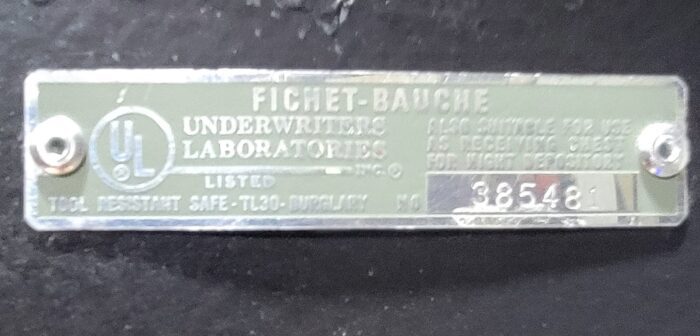 FICHET-BAUCHE
UL ®
UNDERWRITERS
LABORATORIES
INC.®
LISTED
ALSO SUITABLE FOR USE
AS RECEIVING CHEST
FOR NIGHT DEPOSITORY
TOOL RESISTANT SAFE-TL30-BURGLARY NO 385481